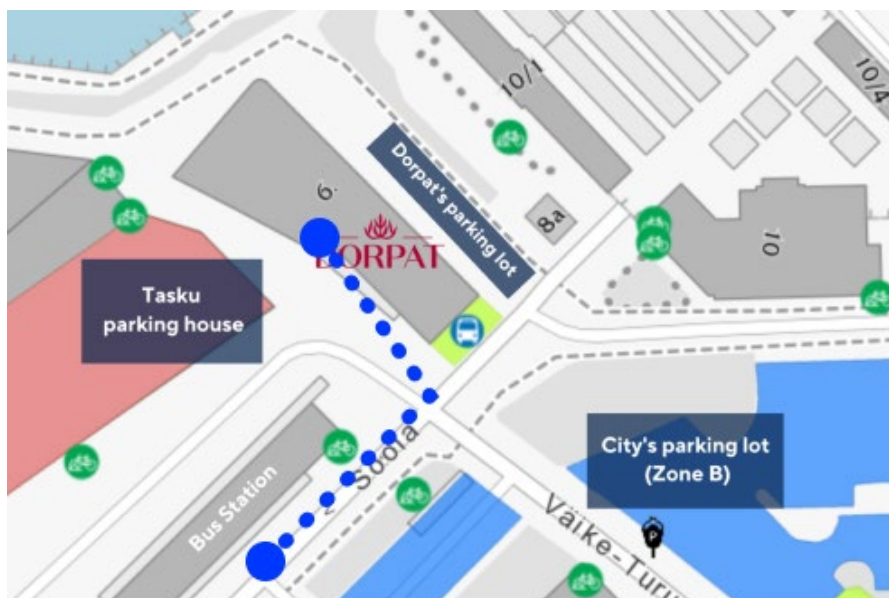 10/1
10/4
6.
Dorpat's parking lot
8a
10
DORPAT
Tasku
parking house
Soola
Bus Station
City's parking lot
(Zone B)
P
Väike-Turu